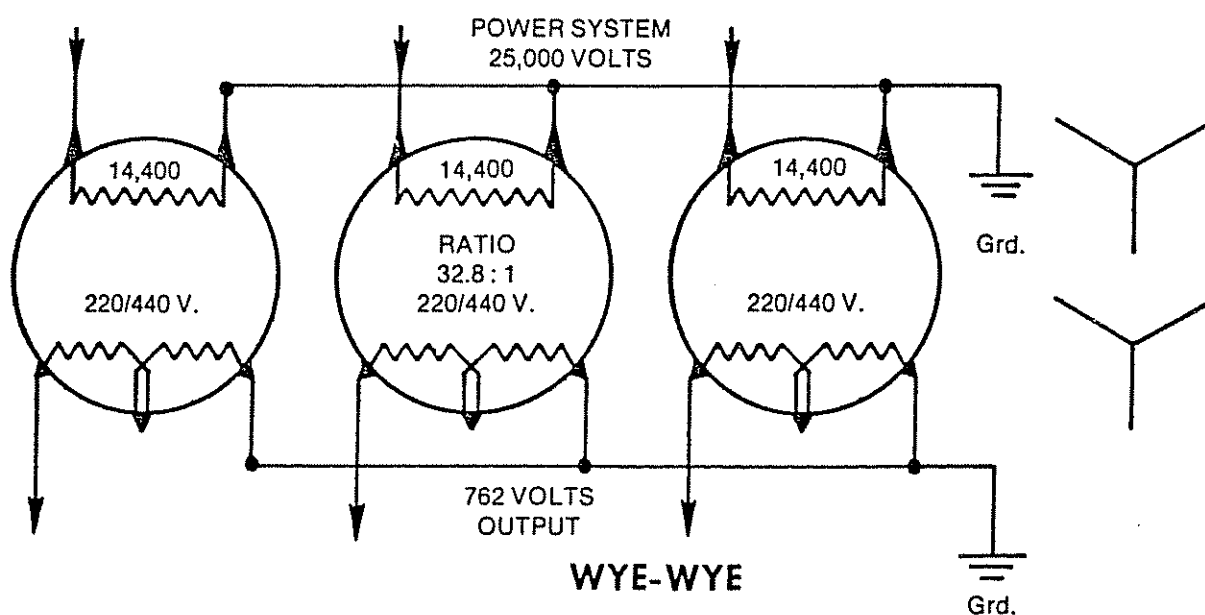 POWER SYSTEM
25,000 VOLTS
14,400
14,400
14,400
Grd.
RATIO
32.8 : 1
220/440 V.
220/440 V.
220/440 V.
762 VOLTS
OUTPUT
WYE-WYE
Grd.